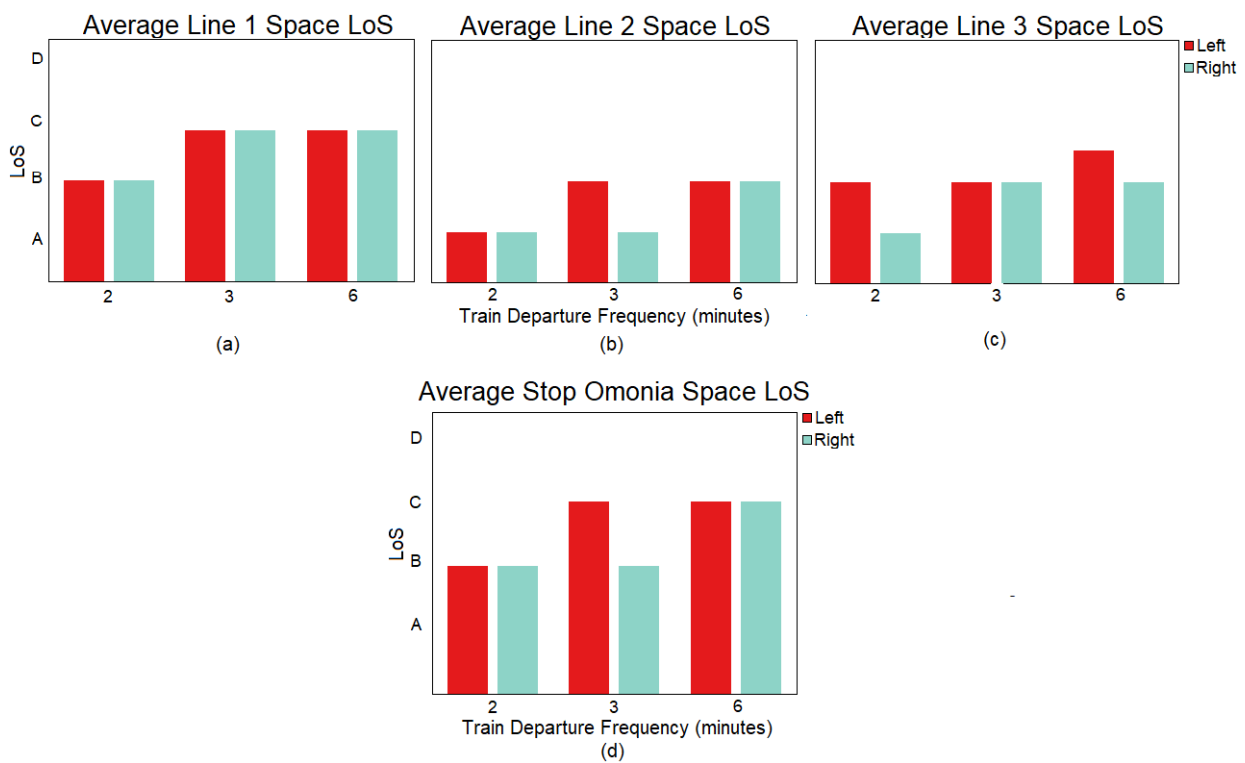 Average Line 1 Space LoS
D
C
B
A
LoS
2 3 6
(a)
Average Line 2 Space LoS
2 3 6
Train Departure Frequency (minutes)
(b)
Average Line 3 Space LoS
Left
Right
2 3 6
(c)
Average Stop Omonia Space LoS
Left
Right
D
C
B
A
LoS
2 3 6
Train Departure Frequency (minutes)
(d)